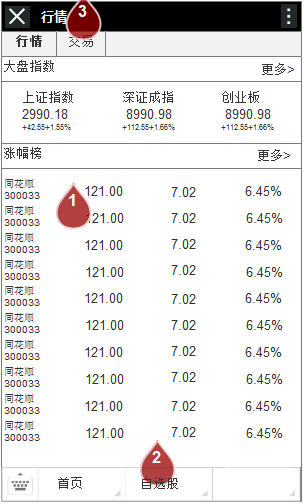 行情
3
行情 交易
大盘指数 更多>
上证指数 深证成指 创业板
2990.18 8990.98 8990.98
+42.55+1.55% +112.55+1.66% +112.55+1.66%
涨幅榜 更多>
同花顺
300033 121.00 7.02 6.45%
1
同花顺
300033 121.00 7.02 6.45%
同花顺
300033 121.00 7.02 6.45%
同花顺
300033 121.00 7.02 6.45%
同花顺
300033 121.00 7.02 6.45%
同花顺
300033 121.00 7.02 6.45%
同花顺
300033 121.00 7.02 6.45%
同花顺
300033 121.00 7.02 6.45%
同花顺
300033 121.00 7.02 6.45%
同花顺
300033 121.00 7.02 6.45%
2
首页 自选股